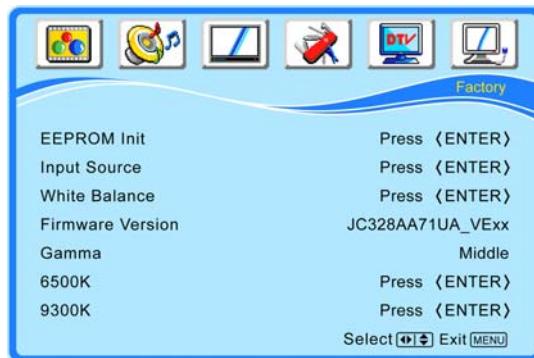 DTV
Factory
EEPROM Init Press 〈ENTER〉
Input Source Press 〈ENTER〉
White Balance Press 〈ENTER〉
Firmware Version JC328AA71UA_VExx
Gamma Middle
6500K Press 〈ENTER〉
9300K Press 〈ENTER〉
Select Exit MENU